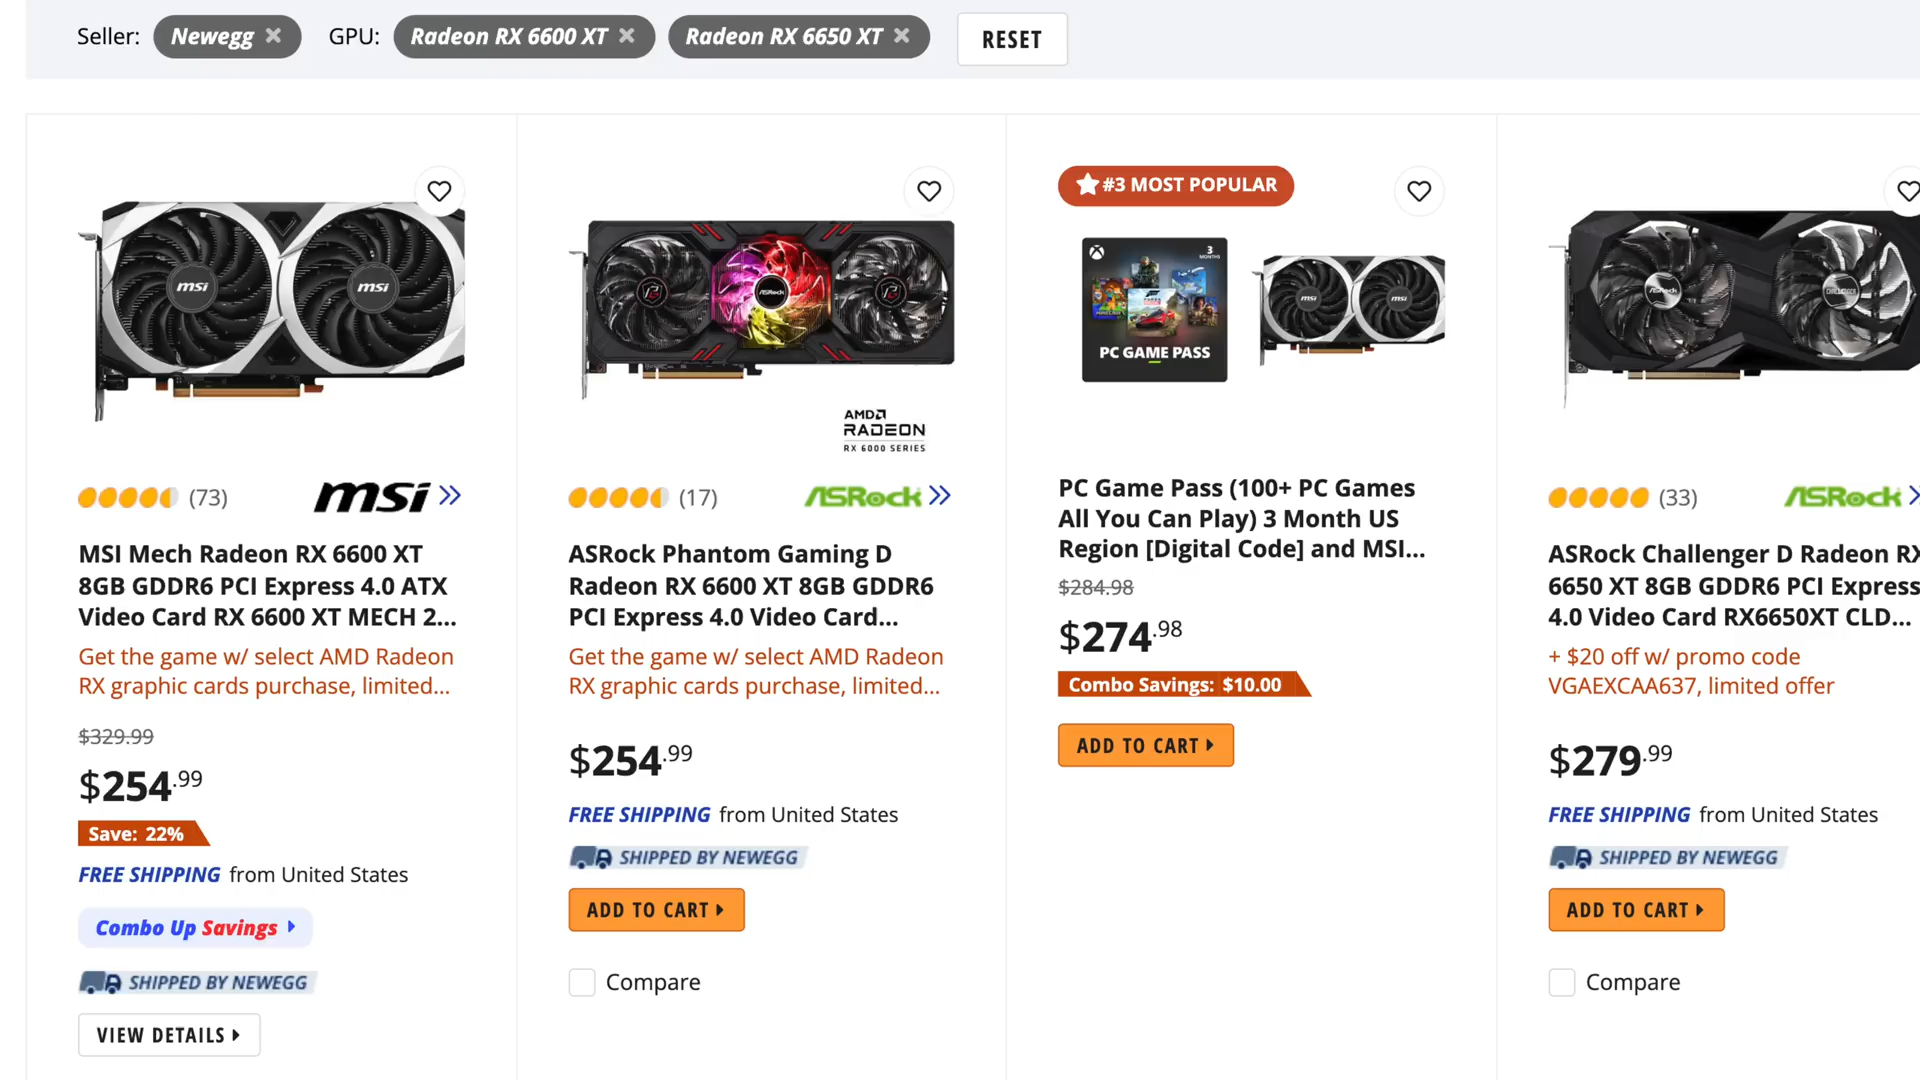 Seller: Newegg × GPU: Radeon RX 6600 XT × Radeon RX 6650 XT × RESET
msi
msi
MSI
(73)
MSI Mech Radeon RX 6600 XT
8GB GDDR6 PCI Express 4.0 ATX
Video Card RX 6600 XT MECH 2...
Get the game w/ select AMD Radeon
RX graphic cards purchase, limited...
$329.99
$254.99
Save: 22%
FREE SHIPPING from United States
Combo Up Savings
SHIPPED BY NEWEGG
VIEW DETAILS
ASRock
AMD
RADEON
RX 6000 SERIES
(17)
ASRock
ASRock Phantom Gaming D
Radeon RX 6600 XT 8GB GDDR6
PCI Express 4.0 Video Card...
Get the game w/ select AMD Radeon
RX graphic cards purchase, limited...
$254.99
FREE SHIPPING from United States
SHIPPED BY NEWEGG
ADD TO CART
Compare
#3 MOST POPULAR
3
MONTHS
PC GAME PASS
msi
msi
PC Game Pass (100+ PC Games
All You Can Play) 3 Month US
Region [Digital Code] and MSI...
$284.98
$274.98
Combo Savings: $10.00
ADD TO CART
ASRock
(33)
ASRock
ASRock Challenger D Radeon RX
6650 XT 8GB GDDR6 PCI Express
4.0 Video Card RX6650XT CLD...
+ $20 off w/ promo code
VGAEXCAA637, limited offer
$279.99
FREE SHIPPING from United States
SHIPPED BY NEWEGG
ADD TO CART
Compare